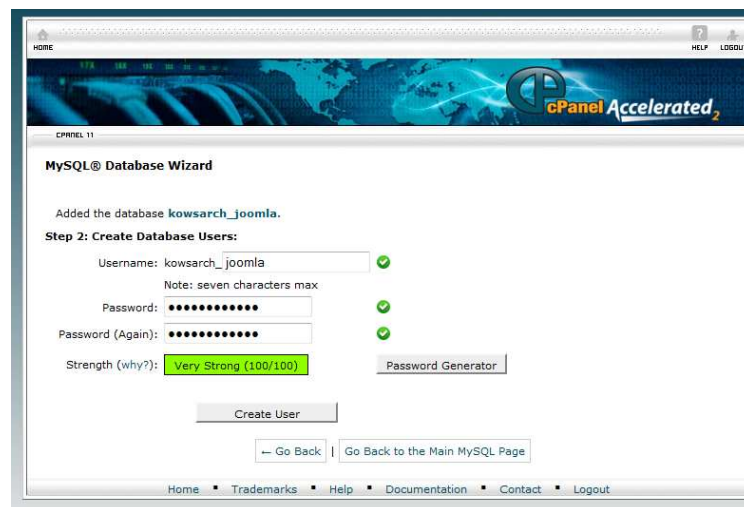 HOME
HELP LOGOU
cPanel Accelerated2
CPANEL 11
MySQL® Database Wizard
Added the database kowsarch_joomla.
Step 2: Create Database Users:
Username: kowsarch_ joomla
Note: seven characters max
Password: ●●●●●●●●●●●●
Password (Again): ●●●●●●●●●●●●
Strength (why?): Very Strong (100/100) Password Generator
Create User
← Go Back | Go Back to the Main MySQL Page
Home ▪ Trademarks ▪ Help ▪ Documentation ▪ Contact ▪ Logout